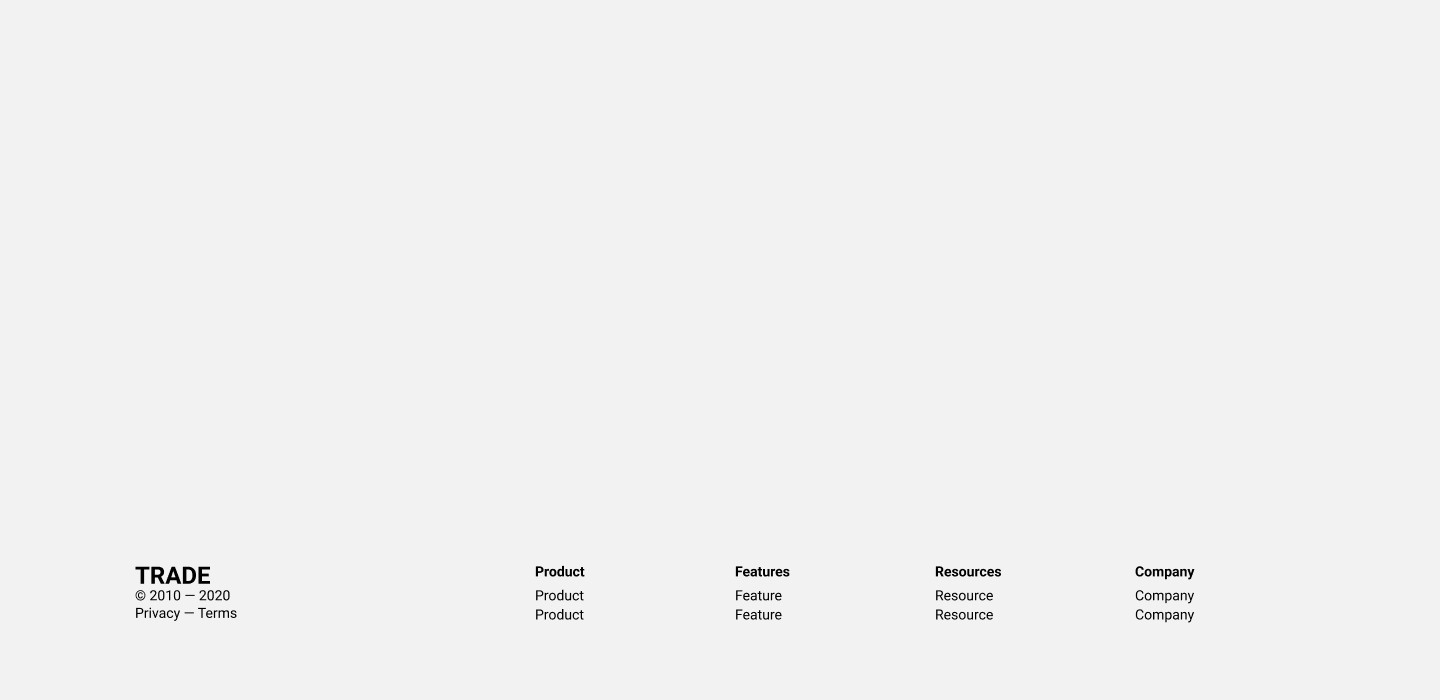 TRADE
© 2010 — 2020
Privacy — Terms
Product
Product
Product
Features
Feature
Feature
Resources
Resource
Resource
Company
Company
Company